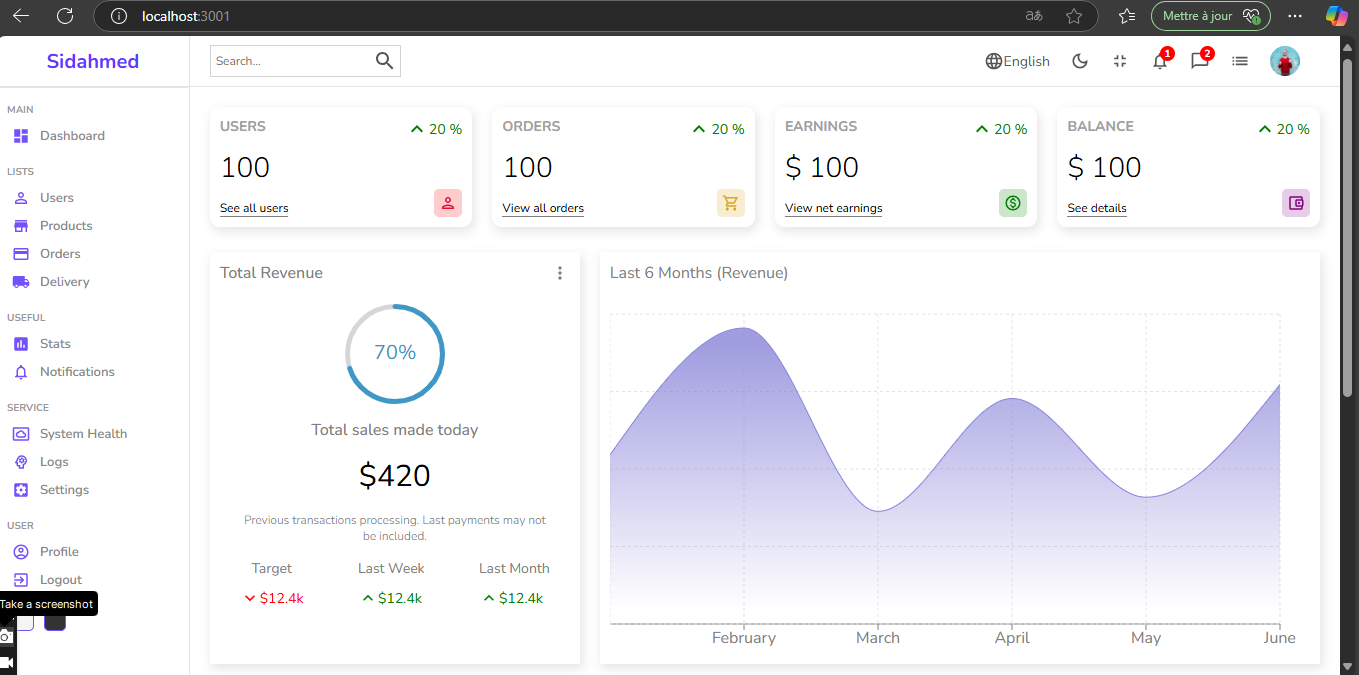 localhost:3001
aあ
Mettre à jour
Sidahmed
Search...
English
1
2
MAIN
Dashboard
LISTS
Users
Products
Orders
Delivery
USEFUL
Stats
Notifications
SERVICE
System Health
Logs
Settings
USER
Profile
Logout
Take a screenshot
USERS
20 %
100
See all users
ORDERS
20 %
100
View all orders
EARNINGS
20 %
$ 100
View net earnings
BALANCE
20 %
$ 100
See details
Total Revenue
70%
Total sales made today
$420
Previous transactions processing. Last payments may not
be included.
Target
Last Week
Last Month
$12.4k
$12.4k
$12.4k
Last 6 Months (Revenue)
February
March
April
May
June